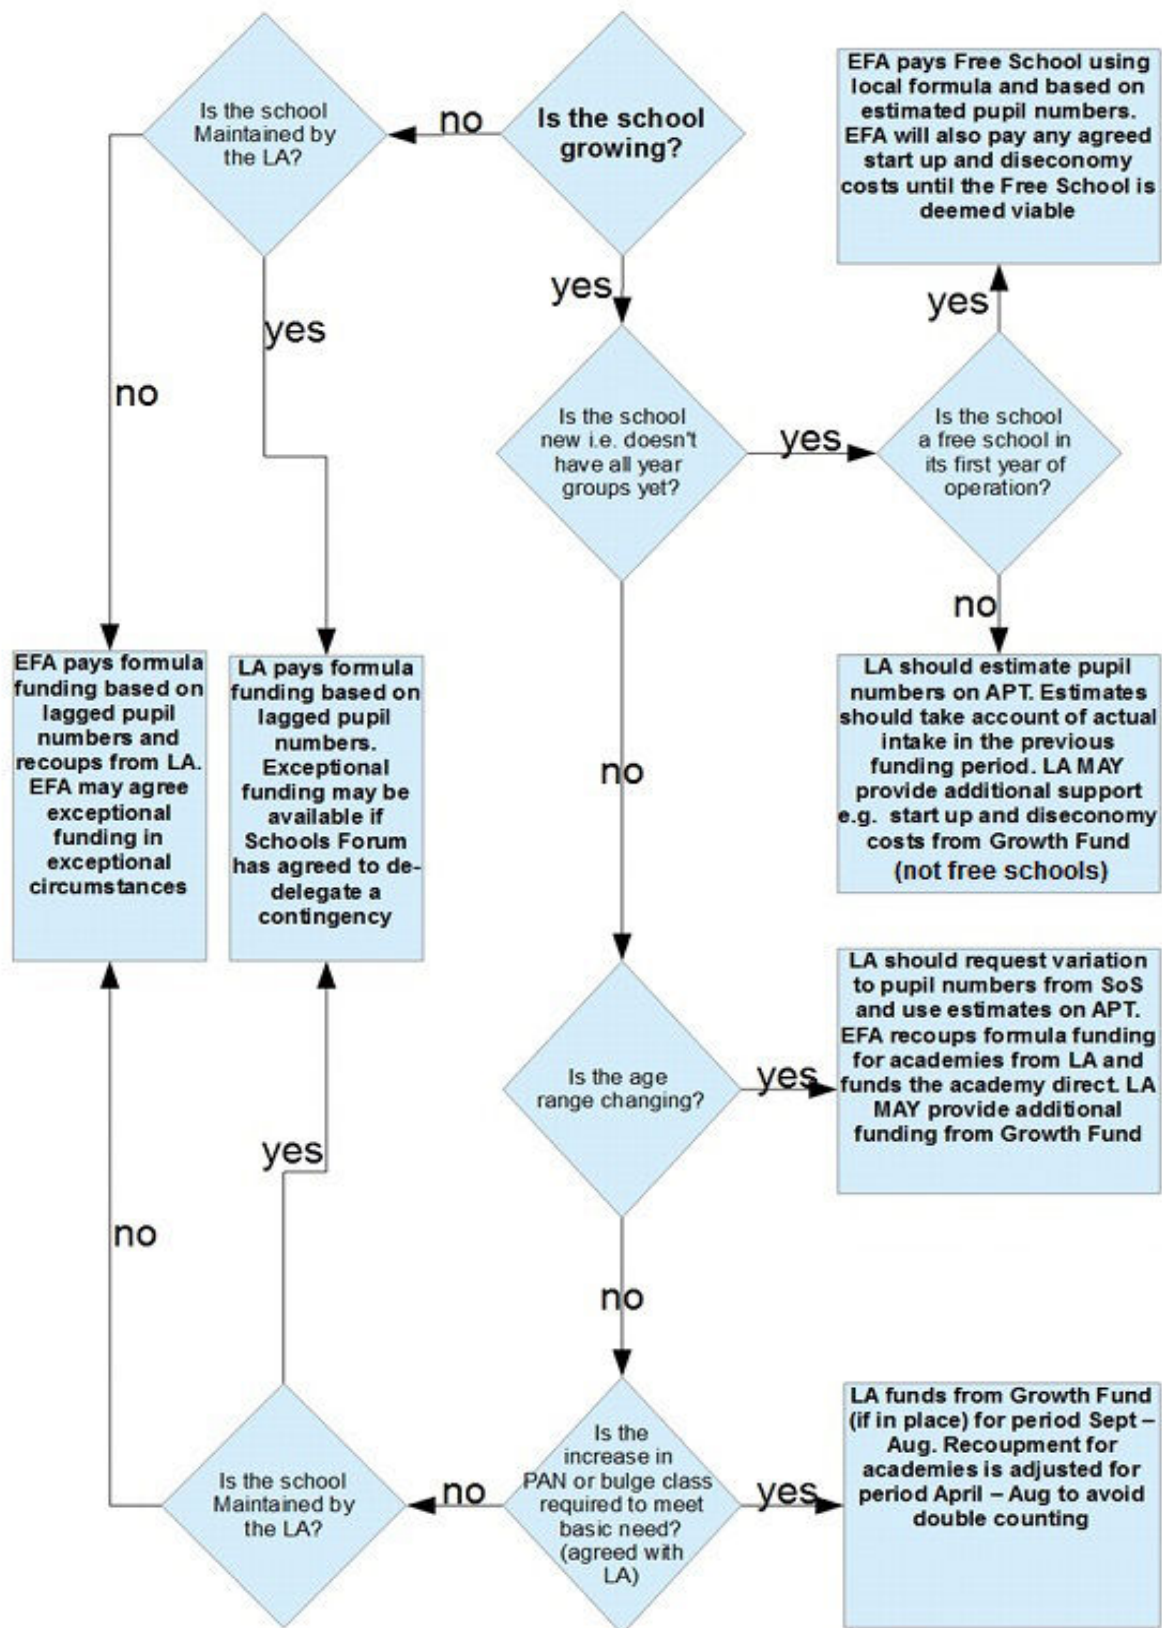 Is the school
Maintained by
the LA?
no
Is the school
growing?
EFA pays Free School using
local formula and based on
estimated pupil numbers.
EFA will also pay any agreed
start up and diseconomy
costs until the Free School is
deemed viable
yes
yes
yes
no
Is the school
new i.e. doesn't
have all year
groups yet?
yes
Is the school
a free school in
its first year of
operation?
no
EFA pays formula
funding based on
lagged pupil
numbers and
recoups from LA.
EFA may agree
exceptional
funding in
exceptional
circumstances
LA pays formula
funding based on
lagged pupil
numbers.
Exceptional
funding may be
available if
Schools Forum
has agreed to de-
delegate a
contingency
no
LA should estimate pupil
numbers on APT. Estimates
should take account of actual
intake in the previous
funding period. LA MAY
provide additional support
e.g. start up and diseconomy
costs from Growth Fund
(not free schools)
Is the age
range changing?
yes
LA should request variation
to pupil numbers from SoS
and use estimates on APT.
EFA recoups formula funding
for academies from LA and
funds the academy direct. LA
MAY provide additional
funding from Growth Fund
yes
no
no
Is the school
Maintained by
the LA?
no
Is the
increase in
PAN or bulge class
required to meet
basic need?
(agreed with
LA)
yes
LA funds from Growth Fund
(if in place) for period Sept –
Aug. Recoupment for
academies is adjusted for
period April – Aug to avoid
double counting